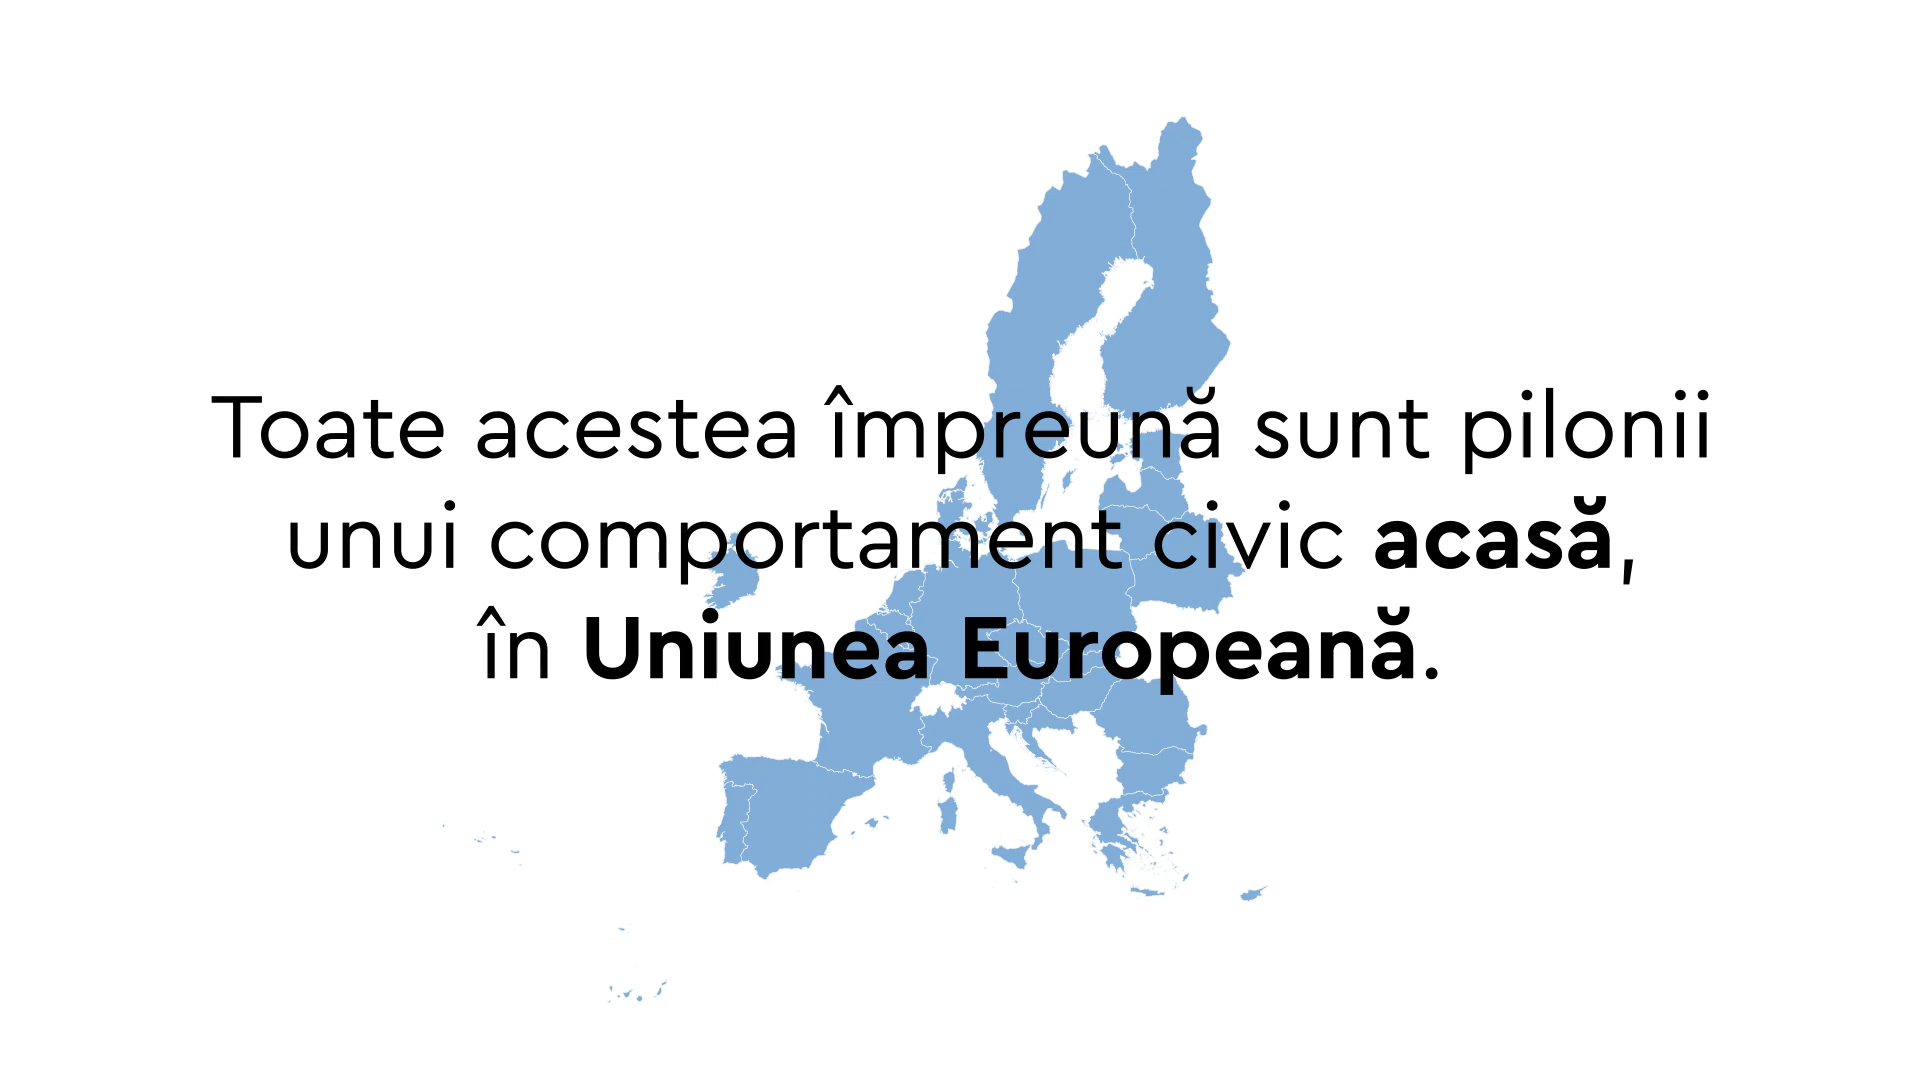 Toate acestea împreună sunt pilonii
unui comportament civic acasă,
în Uniunea Europeană.